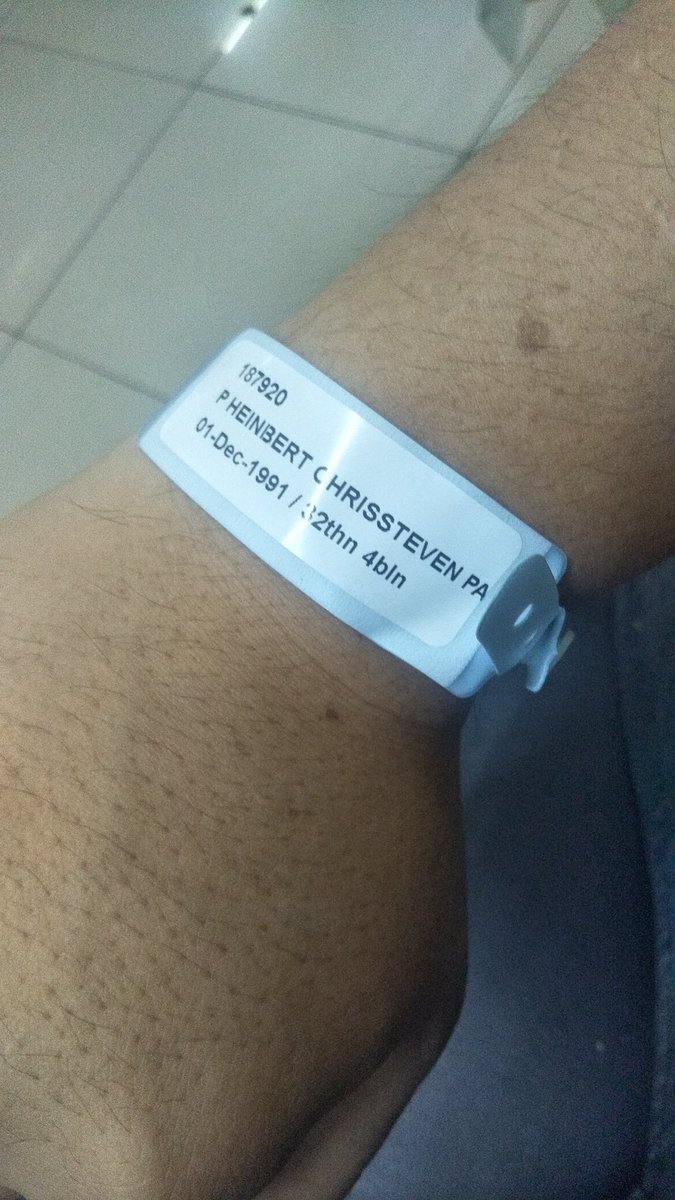 187920
P.HEINBERT CHRISSTEVEN PA
01-Dec-1991 / 32thn 4bln